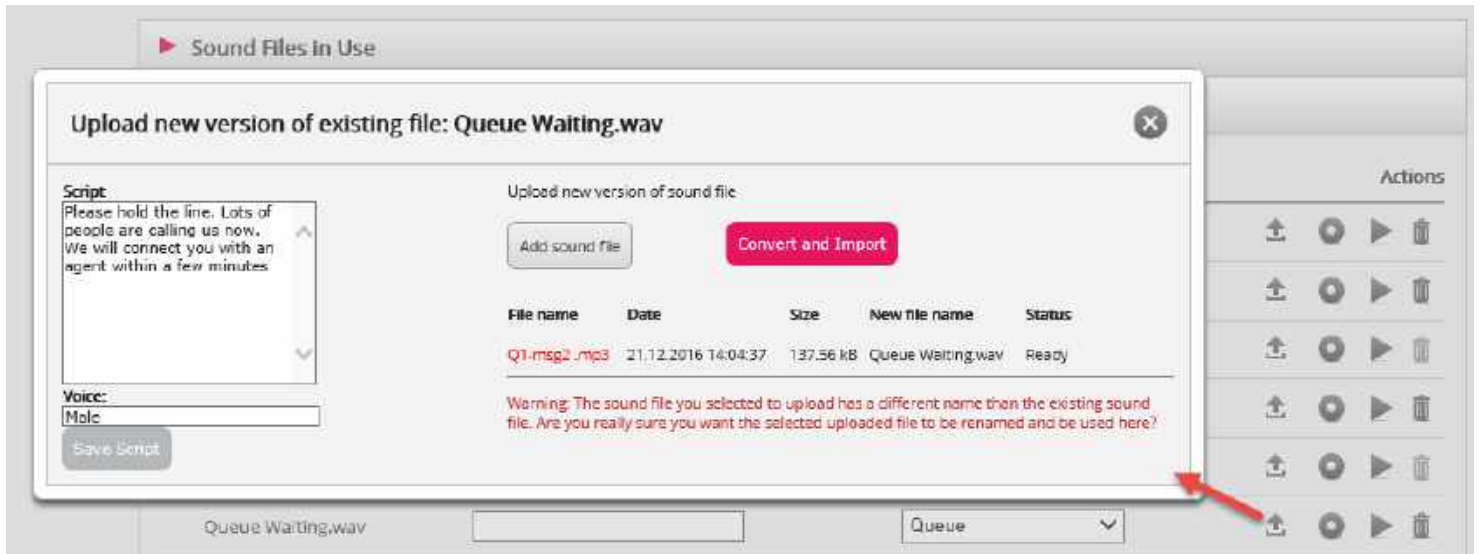 Sound Files in Use
Upload new version of existing file: Queue Waiting.wav
Script
Please hold the line. Lots of
people are calling us now.
We will connect you with an
agent within a few minutes
Voice:
Male
Save Script
Upload new version of sound file
Add sound file
Convert and Import
File name Date Size New file name Status
Q1-msg2 .mp3 21.12.2016 14:04:37 137.56 kB Queue Waiting.wav Ready
Warning: The sound file you selected to upload has a different name than the existing sound
file. Are you really sure you want the selected uploaded file to be renamed and be used here?
Actions
Queue Waiting.wav Queue